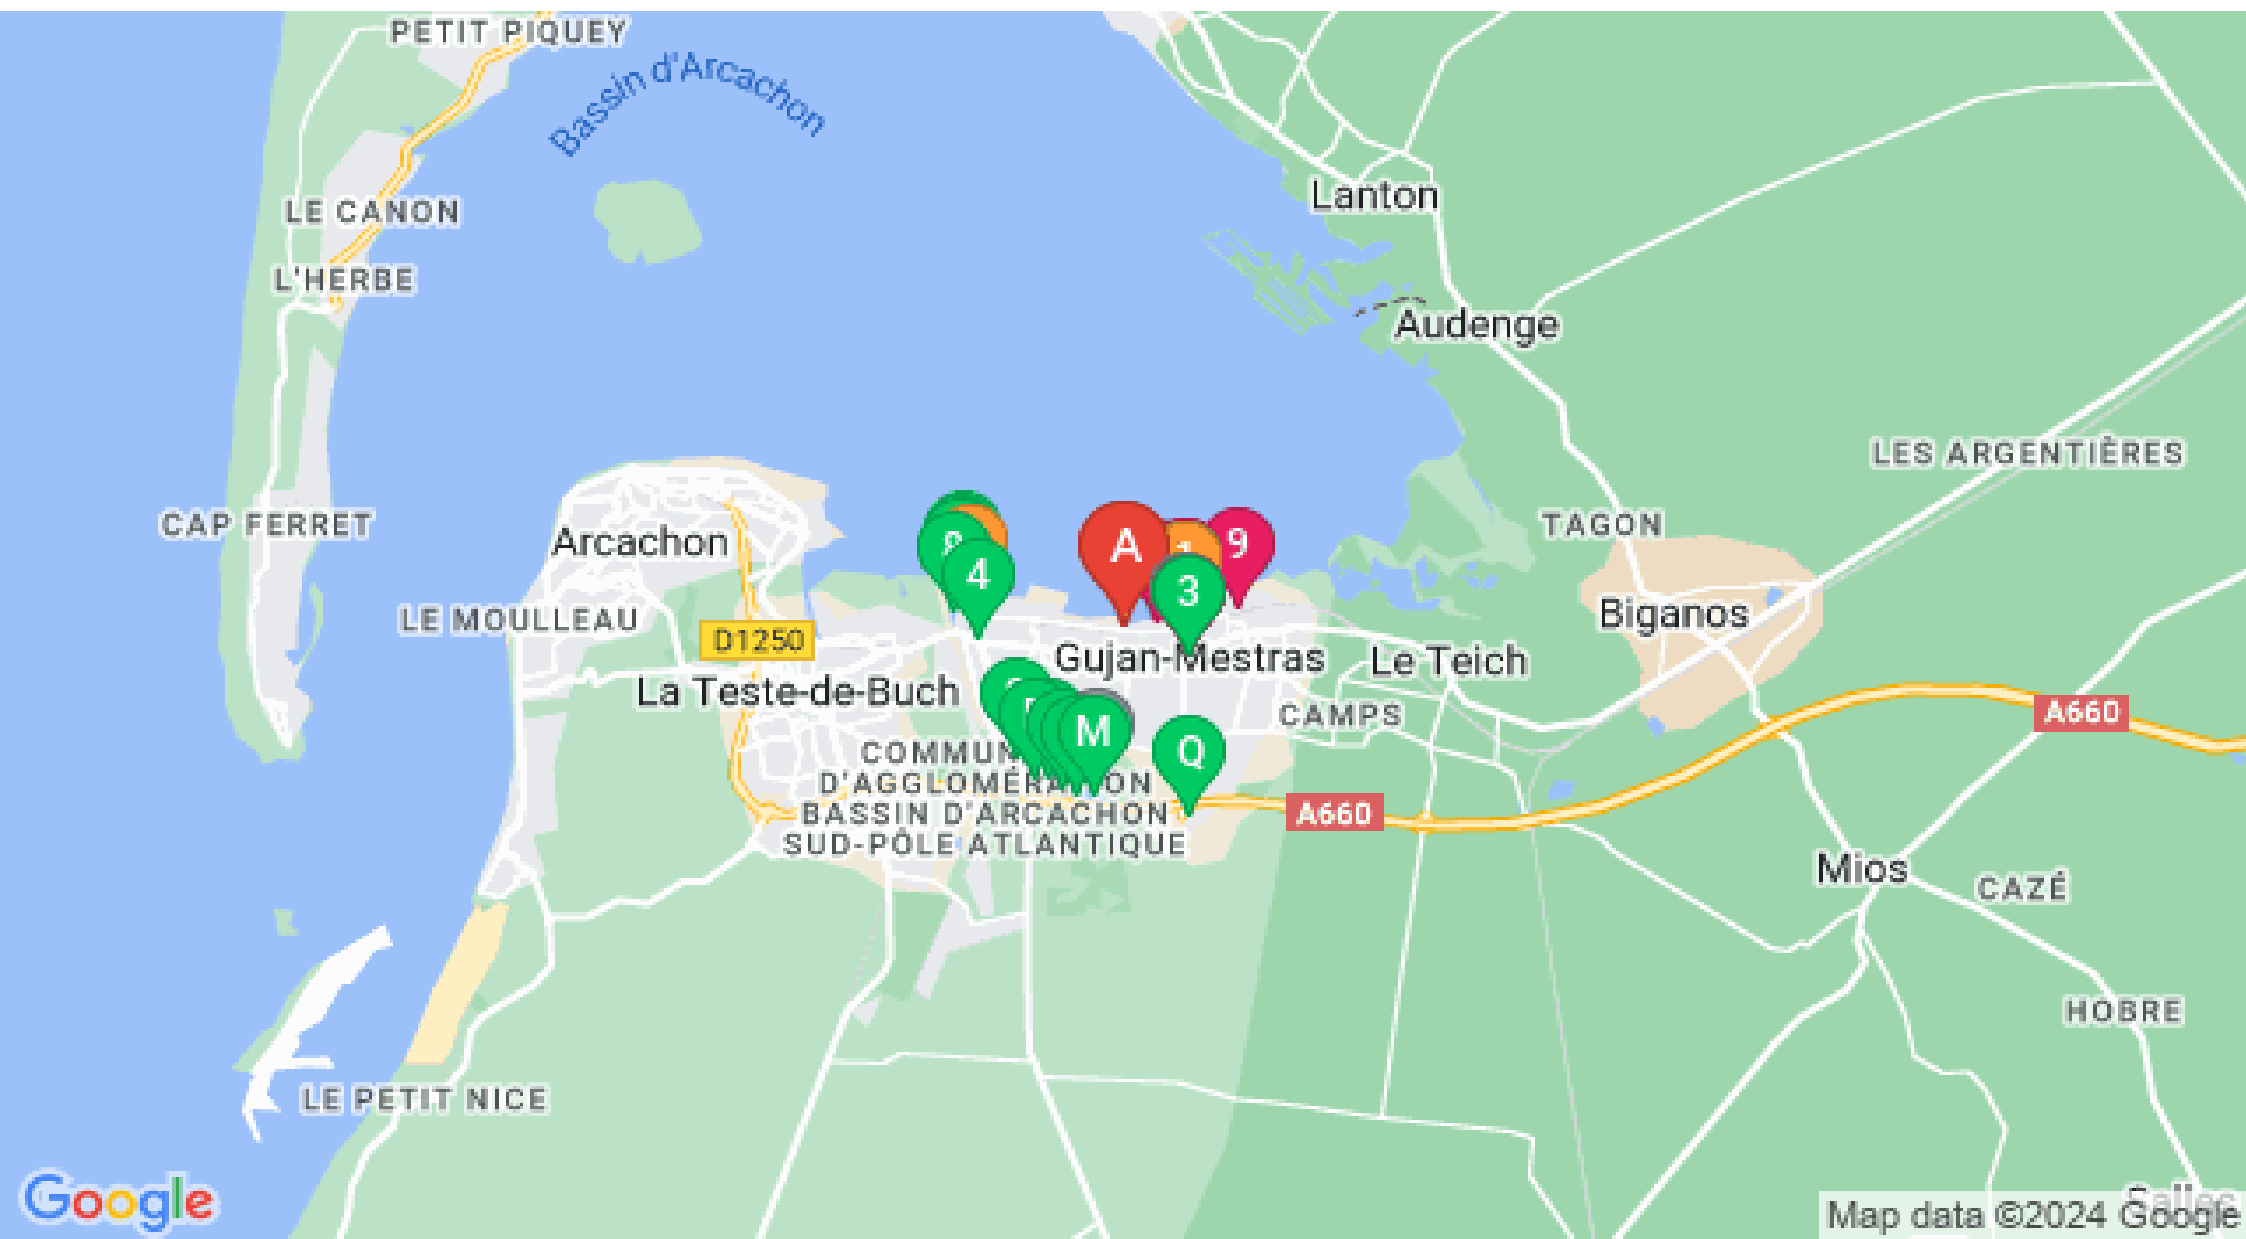 PETIT PIQUEY
Bassin d'Arcachon
Lanton
LE CANON
L'HERBE
Audenge
LES ARGENTIÈRES
CAP FERRET
TAGON
Arcachon
A
9
4
3
LE MOULLEAU
D1250
Biganos
Gujan-Mestras
Le Teich
La Teste-de-Buch
CAMPS
A660
M
Q
D'AGGLOMÉRATION
BASSIN D'ARCACHON
SUD-PÔLE ATLANTIQUE
A660
Mios
CAZÉ
HOBRE
LE PETIT NICE
Google
Salles
Map data ©2024 Google